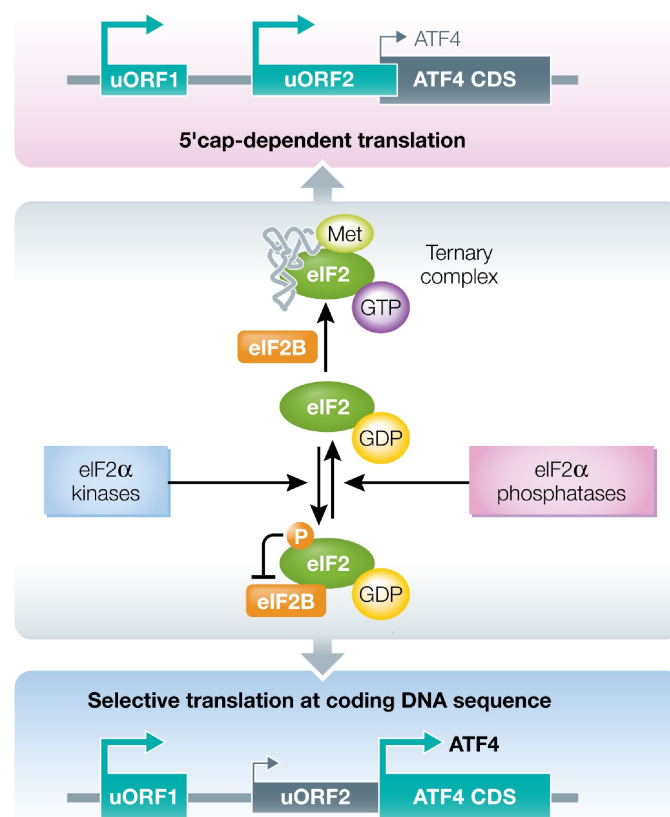 ATF4
uORF1
uORF2
ATF4 CDS
5'cap-dependent translation
Met
eIF2
Ternary
complex
GTP
eIF2B
eIF2
GDP
eIF2α
kinases
eIF2α
phosphatases
P
eIF2
eIF2B
GDP
Selective translation at coding DNA sequence
ATF4
uORF1
uORF2
ATF4 CDS